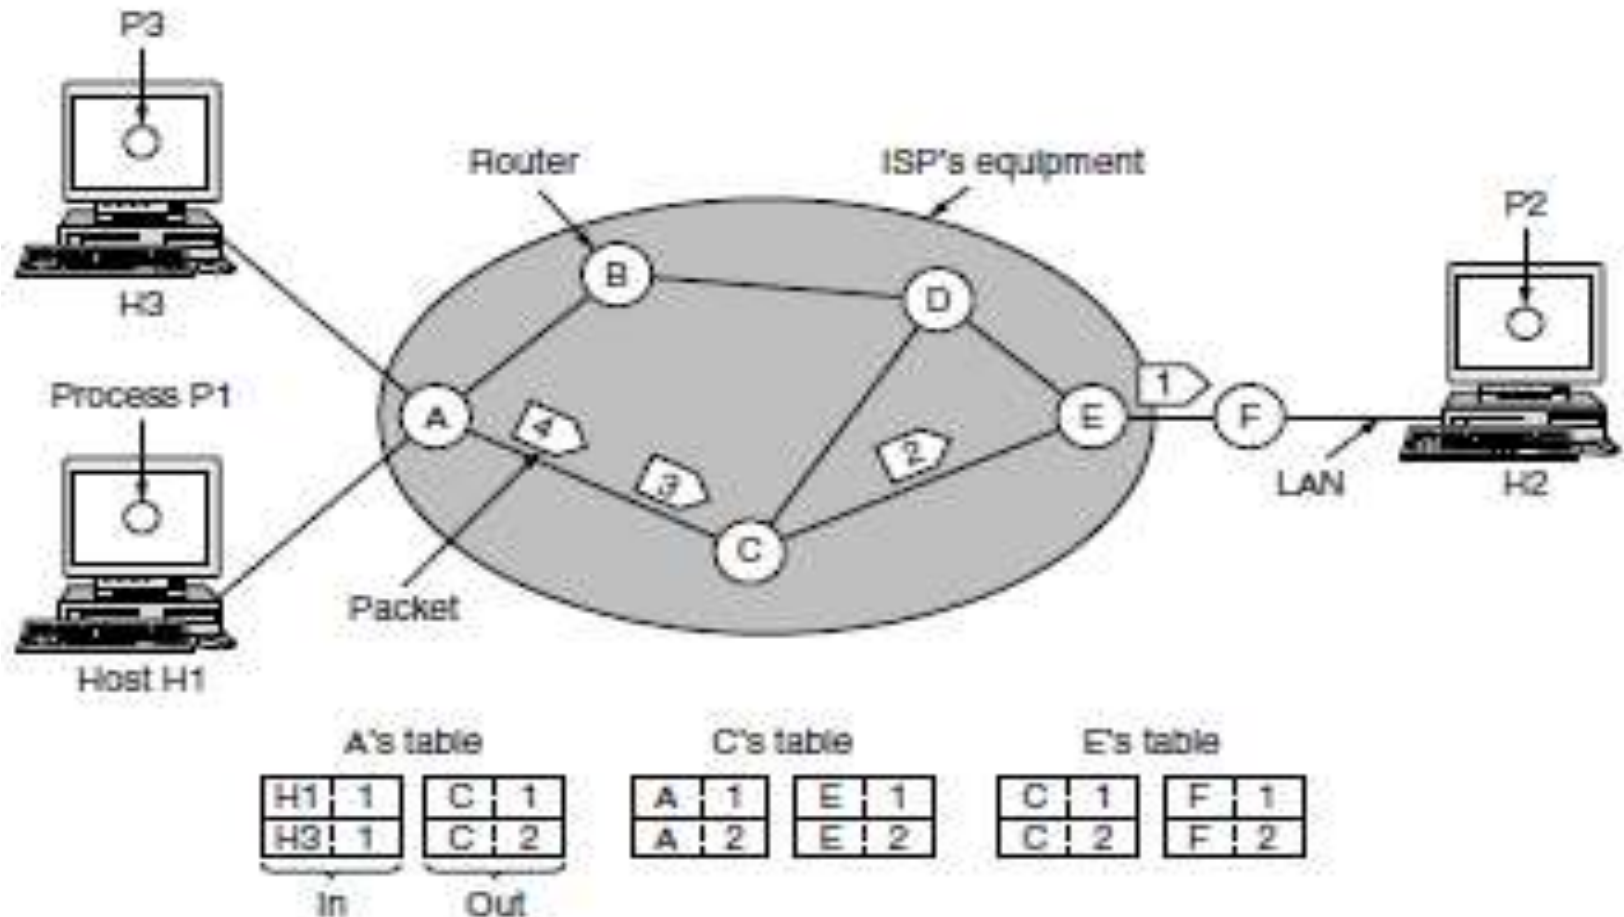 P3
Router
ISP's equipment
P2
B
D
H3
Process P1
A
4
3
2
E
1
F
LAN
H2
C
Packet
Host H1
A's table
C's table
E's table
H1 1 C 1 A 1 E 1 C 1 F 1
H3 1 C 2 A 2 E 2 C 2 F 2
In
Out